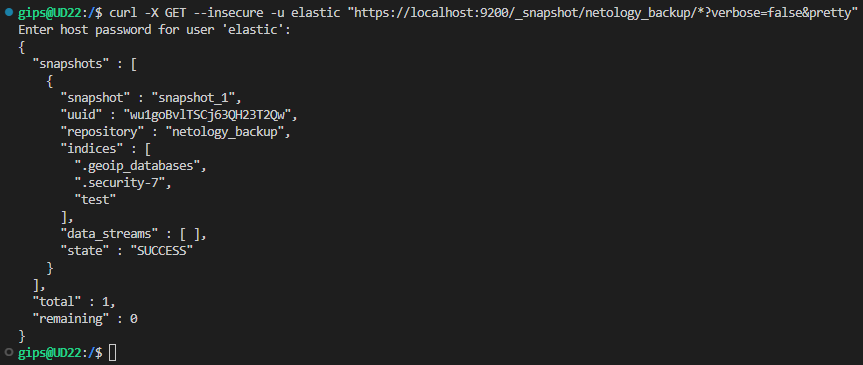 gips@UD22:/$ curl -X GET --insecure -u elastic "https://localhost:9200/_snapshot/netology_backup/*?verbose=false&pretty"
Enter host password for user 'elastic':
{
  "snapshots" : [
    {
      "snapshot" : "snapshot_1",
      "uuid" : "wu1goBvlTSCj63QH23T2Qw",
      "repository" : "netology_backup",
      "indices" : [
        ".geoip_databases",
        ".security-7",
        "test"
      ],
      "data_streams" : [ ],
      "state" : "SUCCESS"
    }
  ],
  "total" : 1,
  "remaining" : 0
}
gips@UD22:/$